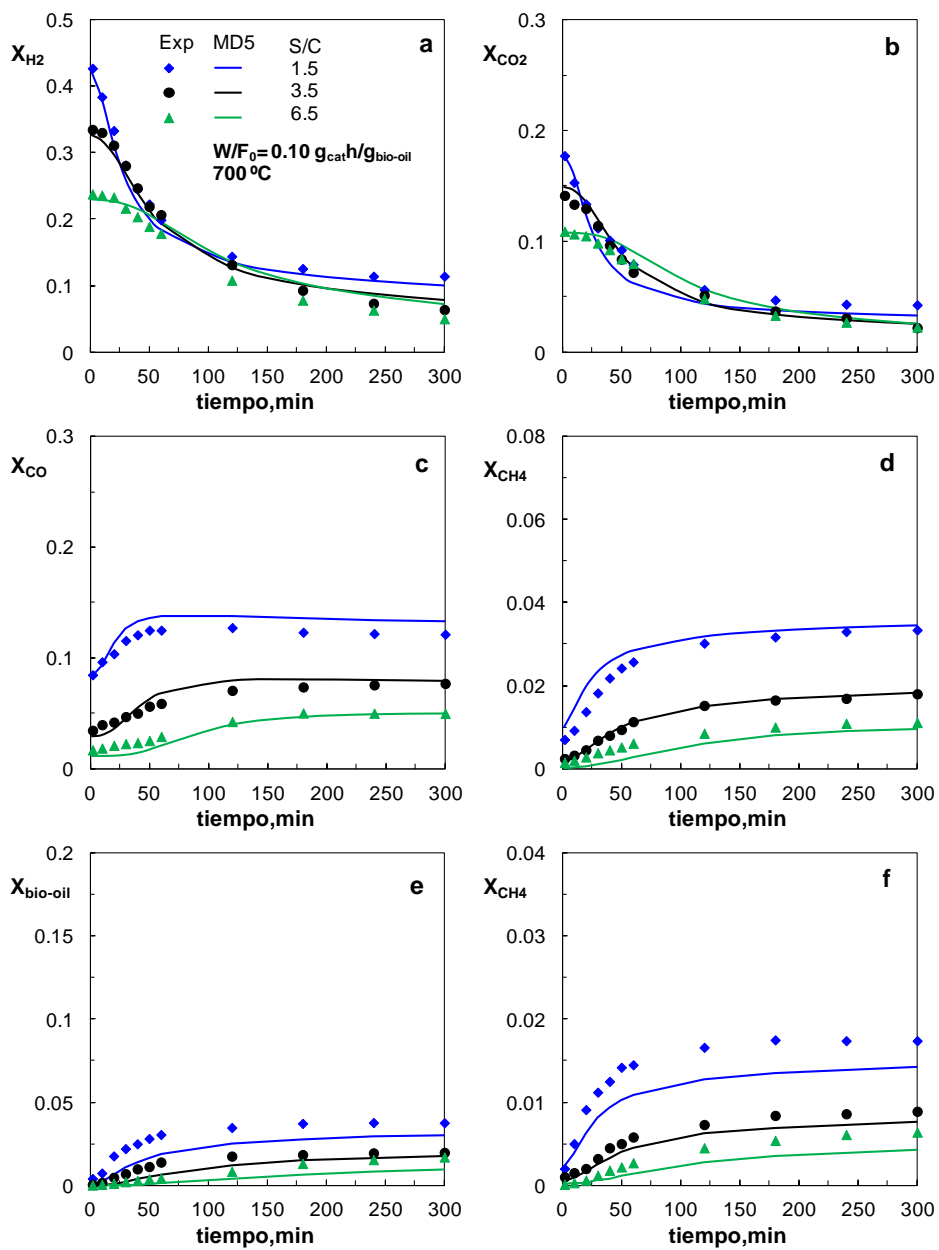 0.5
0.4
0.3
0.2
0.1
0
X_H2
a
Exp MD5 S/C
1.5
3.5
6.5
W/F_0= 0.10 g_cat h/g_bio-oil
700 ºC
0 50 100 150 200 250 300
tiempo,min
0.3
0.2
0.1
0
X_CO2
b
0 50 100 150 200 250 300
tiempo,min
0.3
0.2
0.1
0
X_CO
c
0 50 100 150 200 250 300
tiempo,min
0.08
0.06
0.04
0.02
0
X_CH4
d
0 50 100 150 200 250 300
tiempo,min
0.2
0.15
0.1
0.05
0
X_bio-oil
e
0 50 100 150 200 250 300
tiempo,min
0.04
0.03
0.02
0.01
0
X_CH4
f
0 50 100 150 200 250 300
tiempo,min